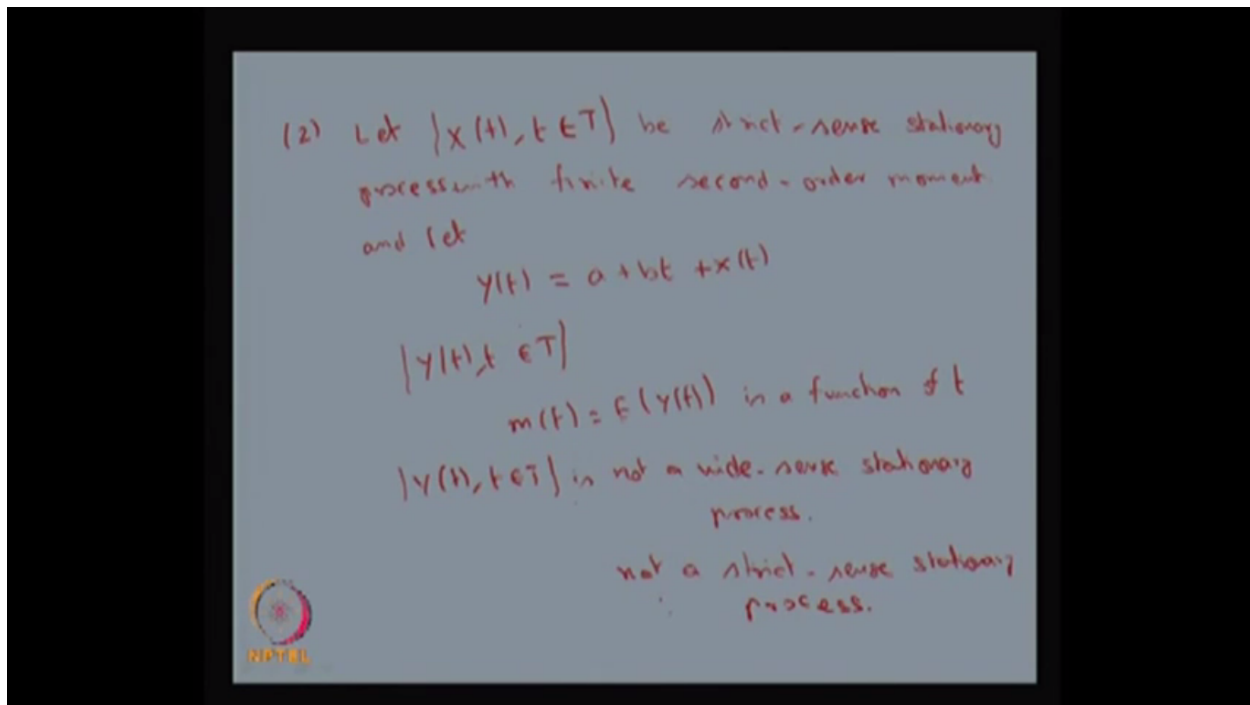 (2) Let {X(t), t ∈ T} be strict-sense stationary
process with finite second-order moment
and let
Y(t) = a + bt + X(t)
{Y(t), t ∈ T}
m(t) = E(Y(t)) is a function of t
{Y(t), t ∈ T} is not a wide-sense stationary
process.
not a strict-sense stationary
process.
NPTEL